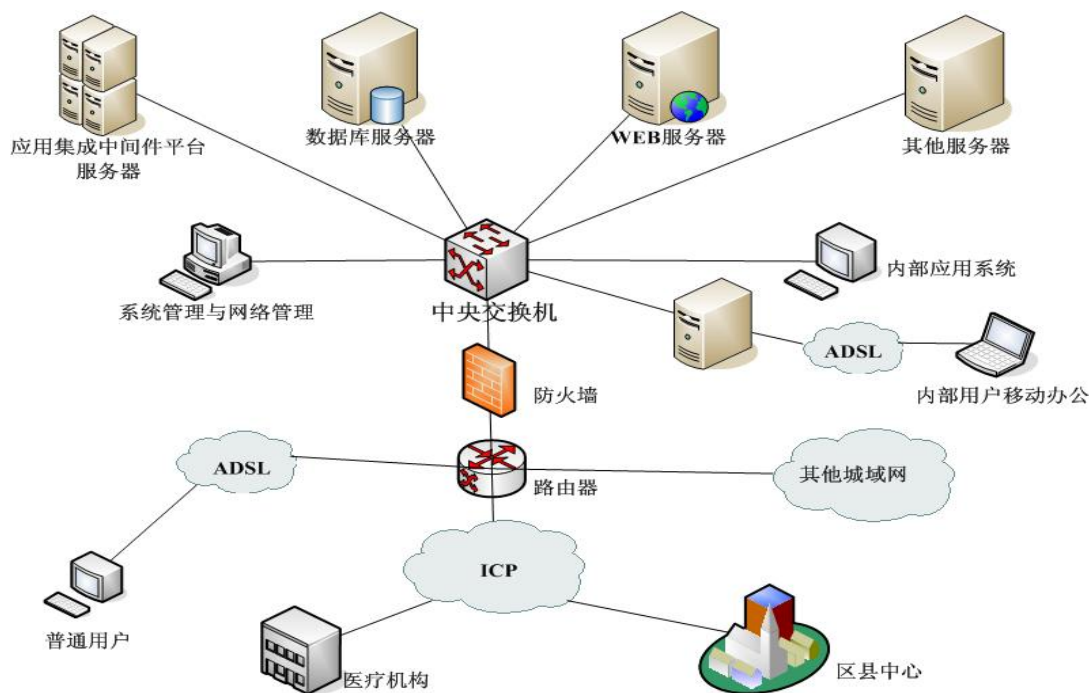 应用集成中间件平台
服务器
数据库服务器
WEB服务器
其他服务器
系统管理与网络管理
中央交换机
内部应用系统
ADSL
内部用户移动办公
防火墙
ADSL
路由器
其他城域网
ICP
普通用户
医疗机构
区县中心